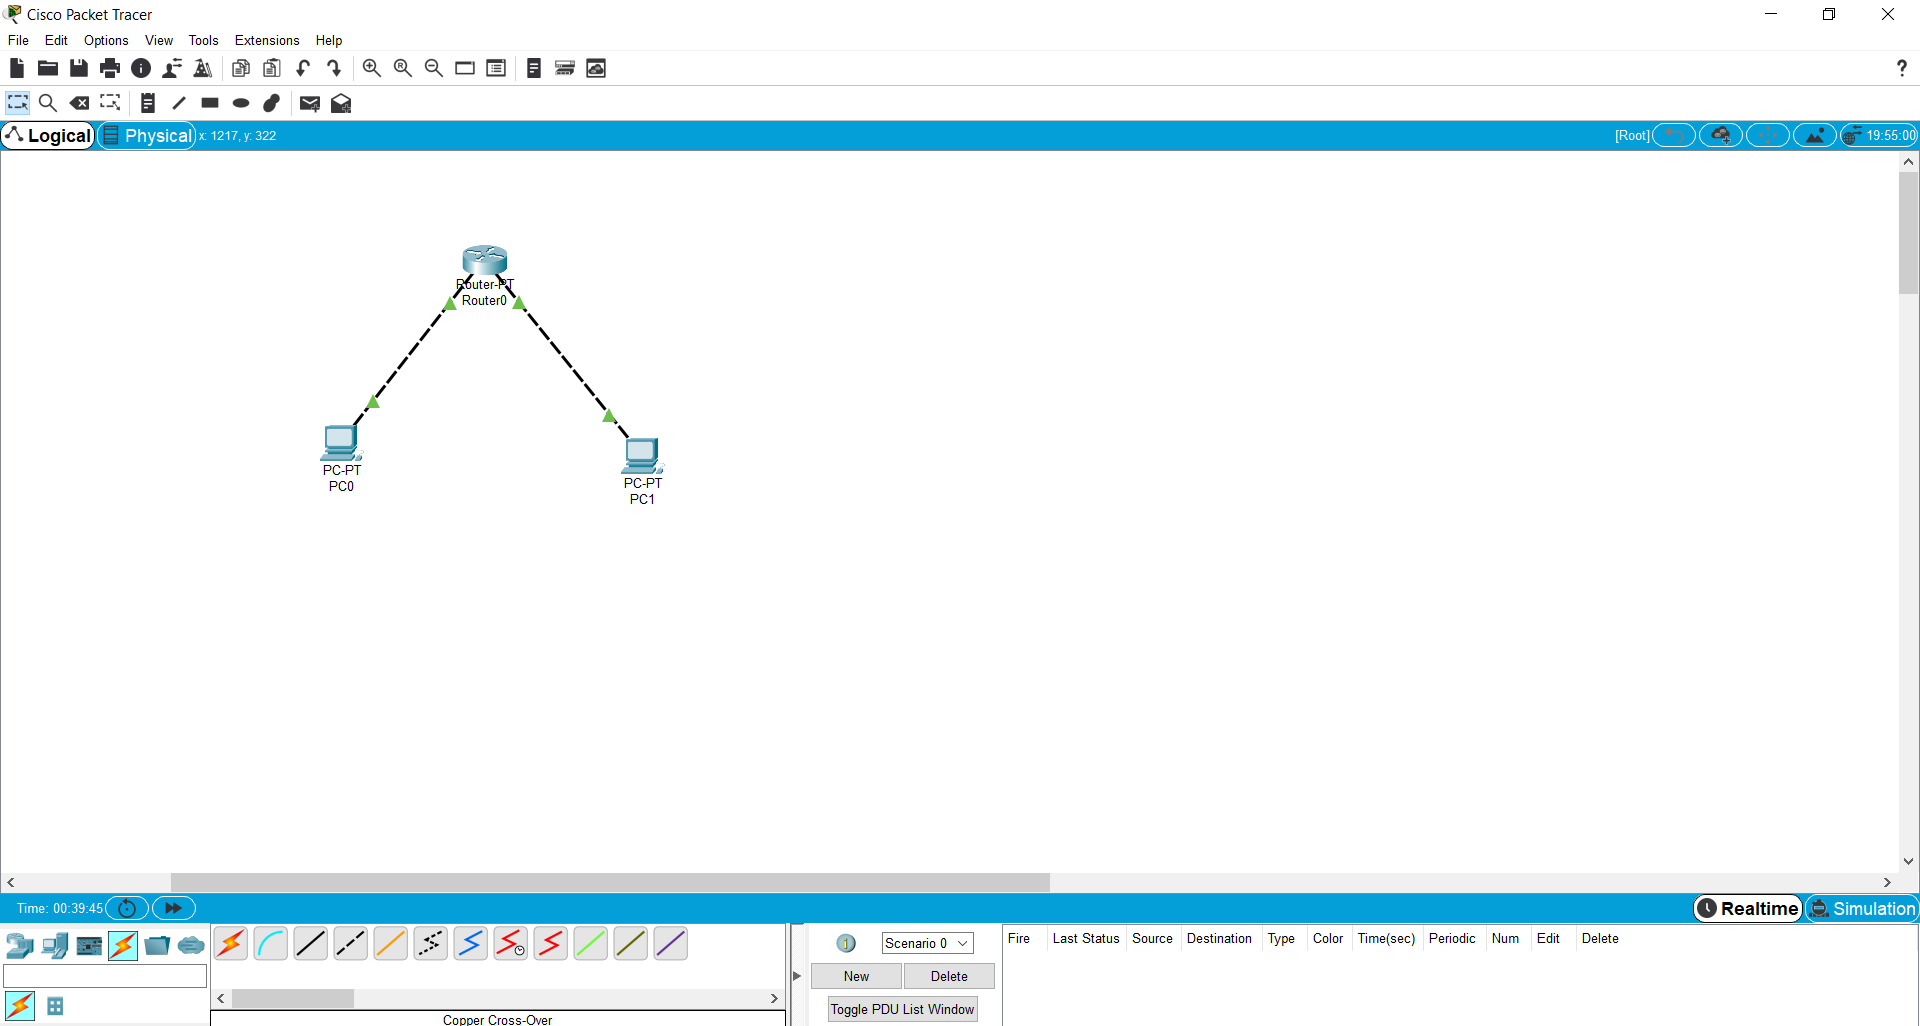 Cisco Packet Tracer
File Edit Options View Tools Extensions Help
?
Logical Physical x: 1217, y: 322 [Root] 19:55:00
Router-PT
Router0
PC-PT
PC0
PC-PT
PC1
Time: 00:39:45 Realtime Simulation
Scenario 0
New Delete
Toggle PDU List Window
Fire Last Status Source Destination Type Color Time(sec) Periodic Num Edit Delete
Copper Cross-Over